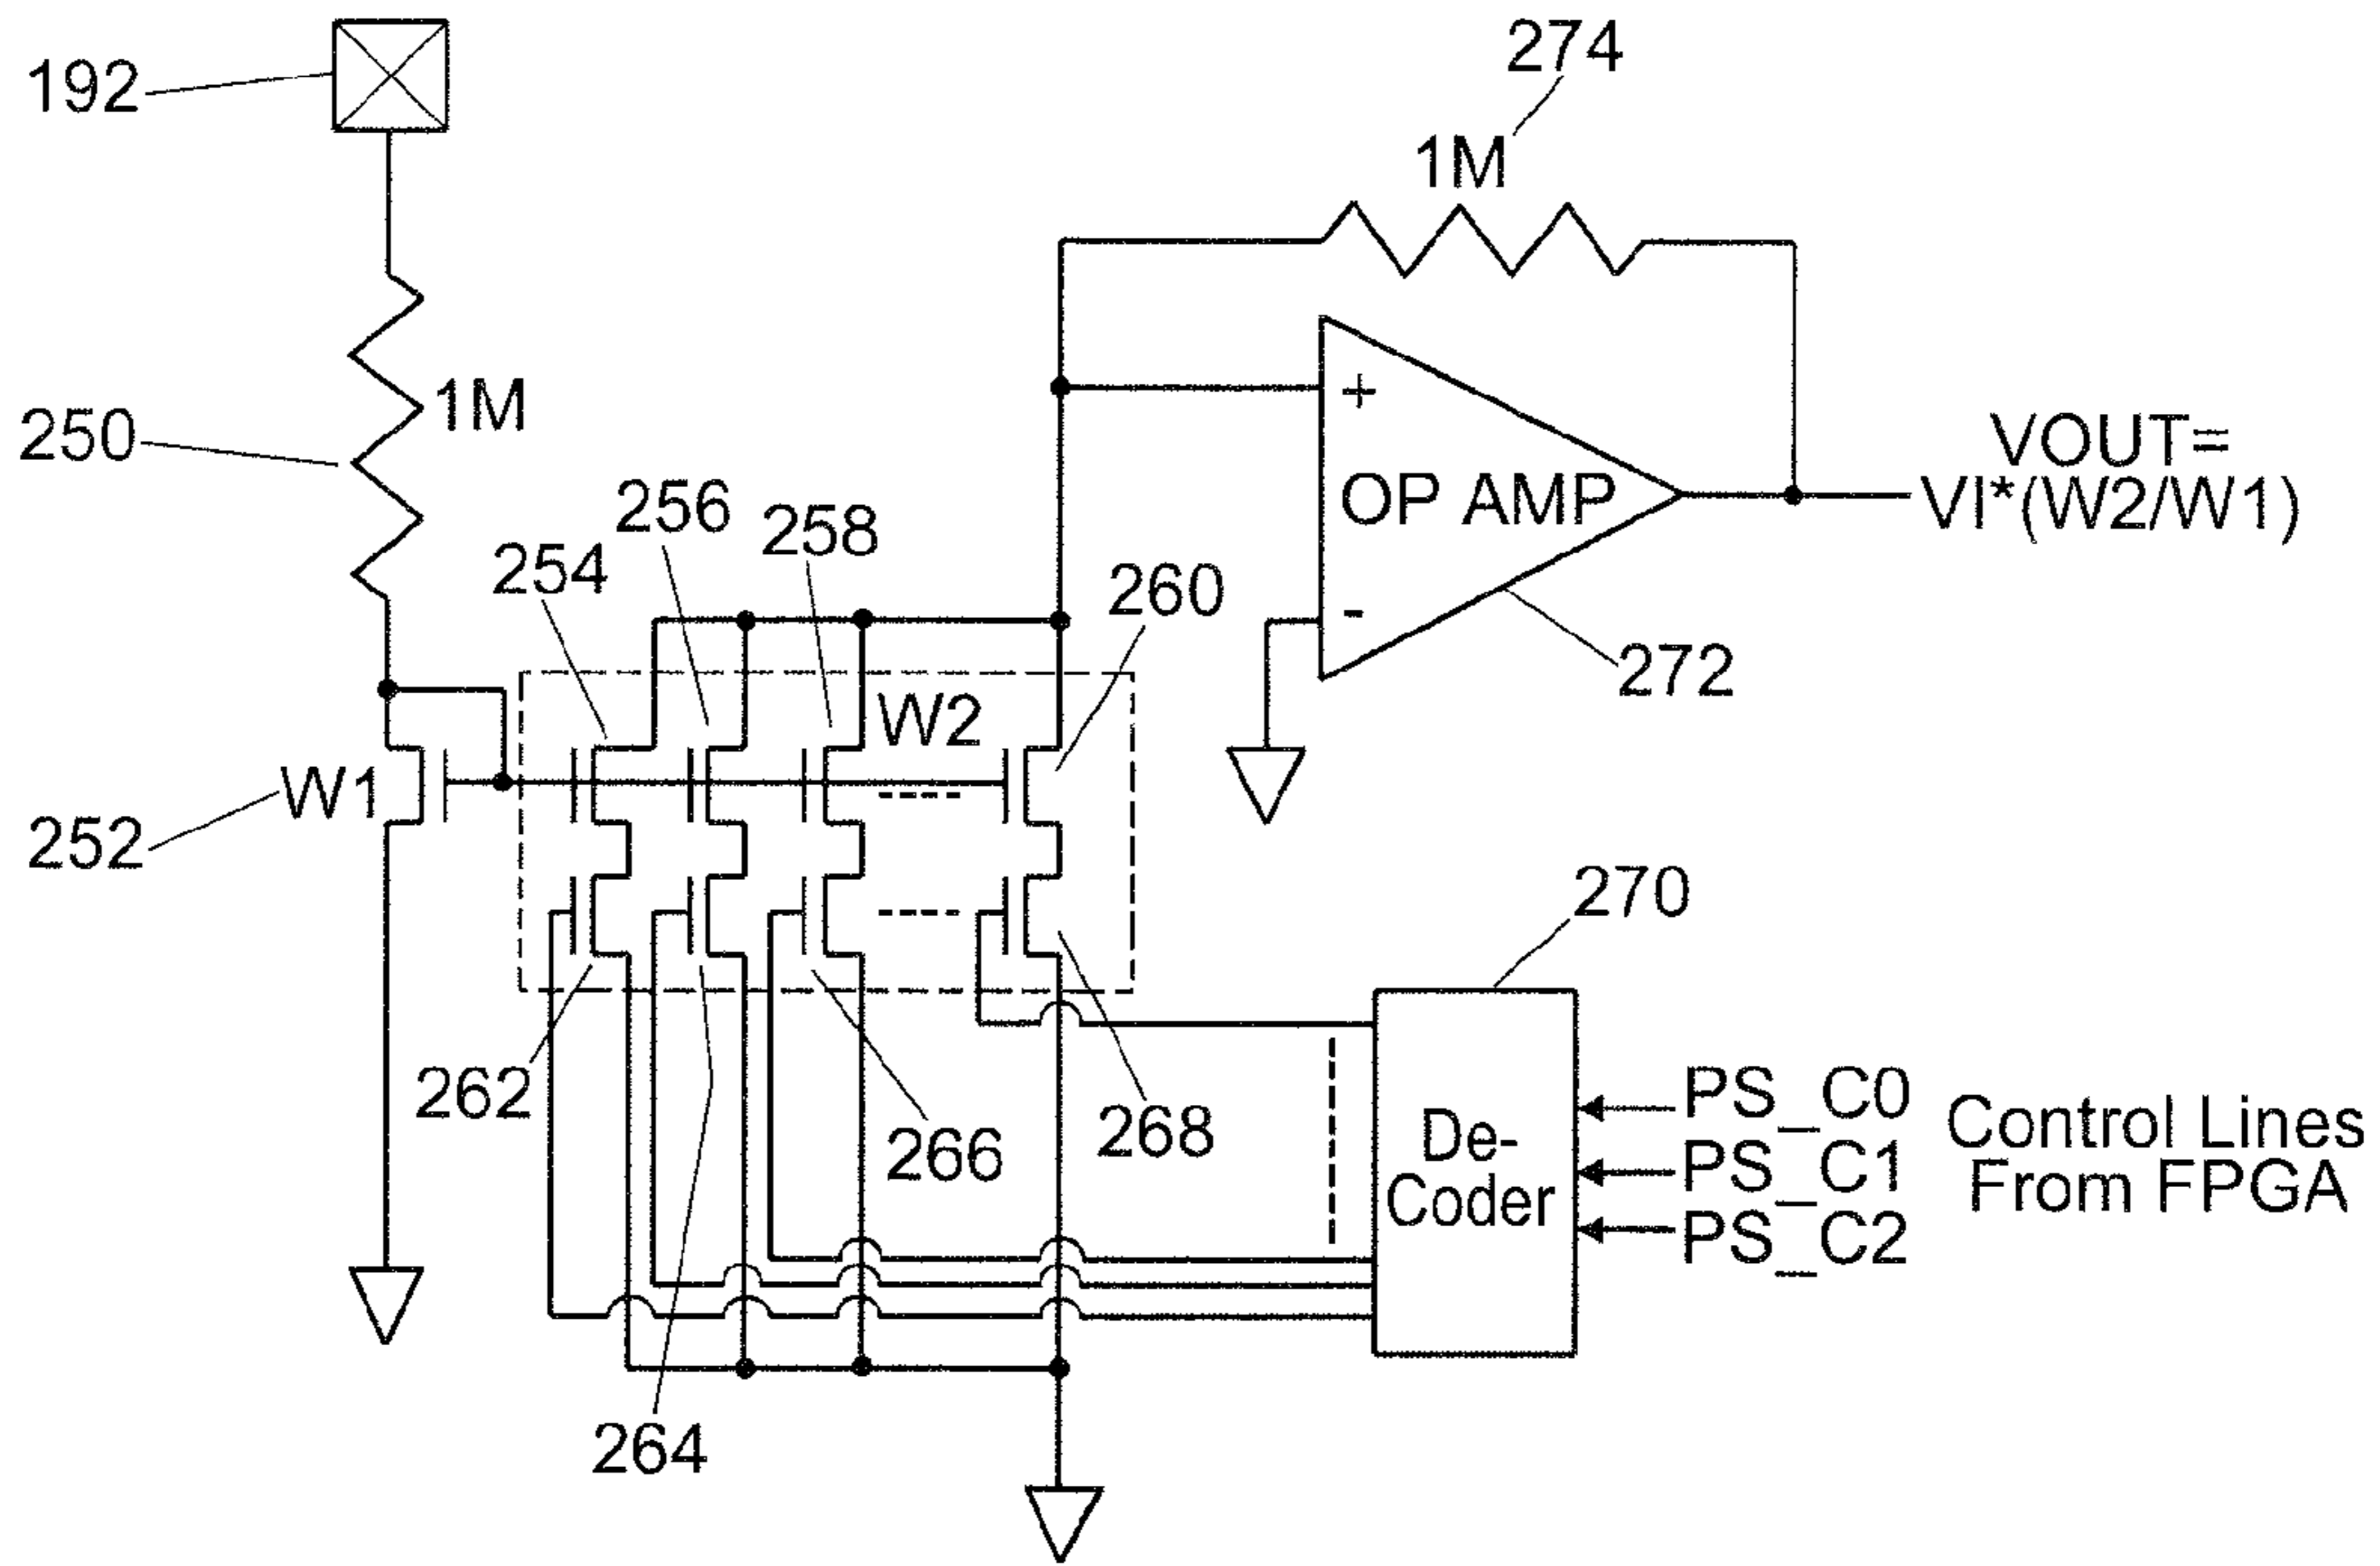 274
192
1M
1M
250
VOUT=
VI*(W2/W1)
OP AMP
+
-
256
258
254
260
272
W2
W1
252
270
262
266
268
264
De-
Coder
PS_C0
PS_C1
PS_C2
Control Lines
From FPGA